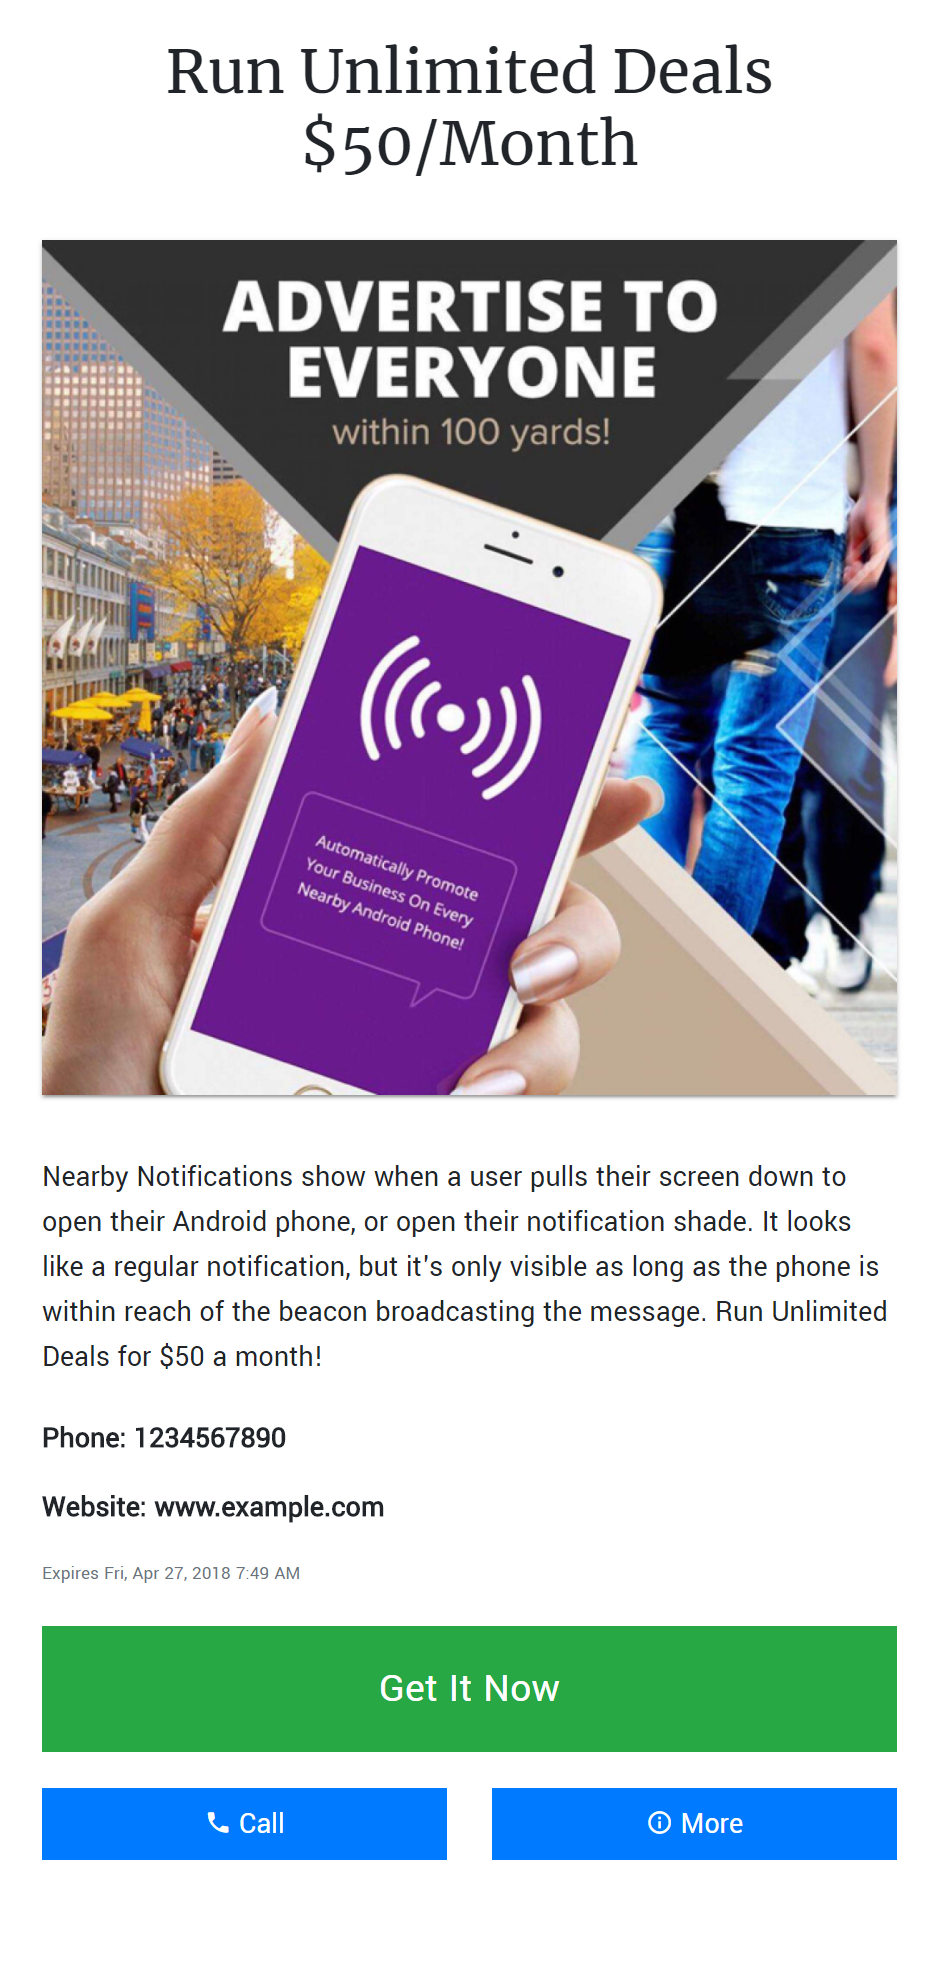 Run Unlimited Deals
$50/Month
ADVERTISE TO
EVERYONE
within 100 yards!
Automatically Promote
Your Business On Every
Nearby Android Phone!
Nearby Notifications show when a user pulls their screen down to
open their Android phone, or open their notification shade. It looks
like a regular notification, but it's only visible as long as the phone is
within reach of the beacon broadcasting the message. Run Unlimited
Deals for $50 a month!
Phone: 1234567890
Website: www.example.com
Expires Fri, Apr 27, 2018 7:49 AM
Get It Now
Call
More